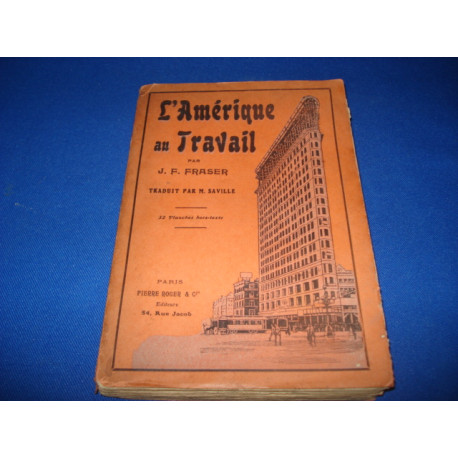 L'Amérique
au Travail
PAR
J. F. FRASER
TRADUIT PAR M. SAVILLE
32 Planches hors-texte
PARIS
PIERRE ROGER & Cie
Éditeurs
54, Rue Jacob